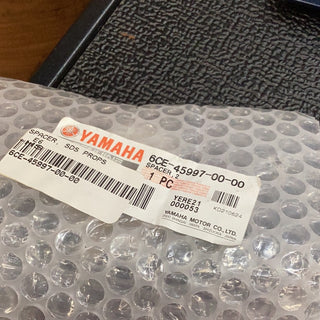 YAMAHA
SPACER, SDS PROPS
6CE-45997-00-00
6CE-45997-00-00
SPACER, 2
1 PC
YERE21
000053
KD210624
YAMAHA MOTOR CO., LTD.